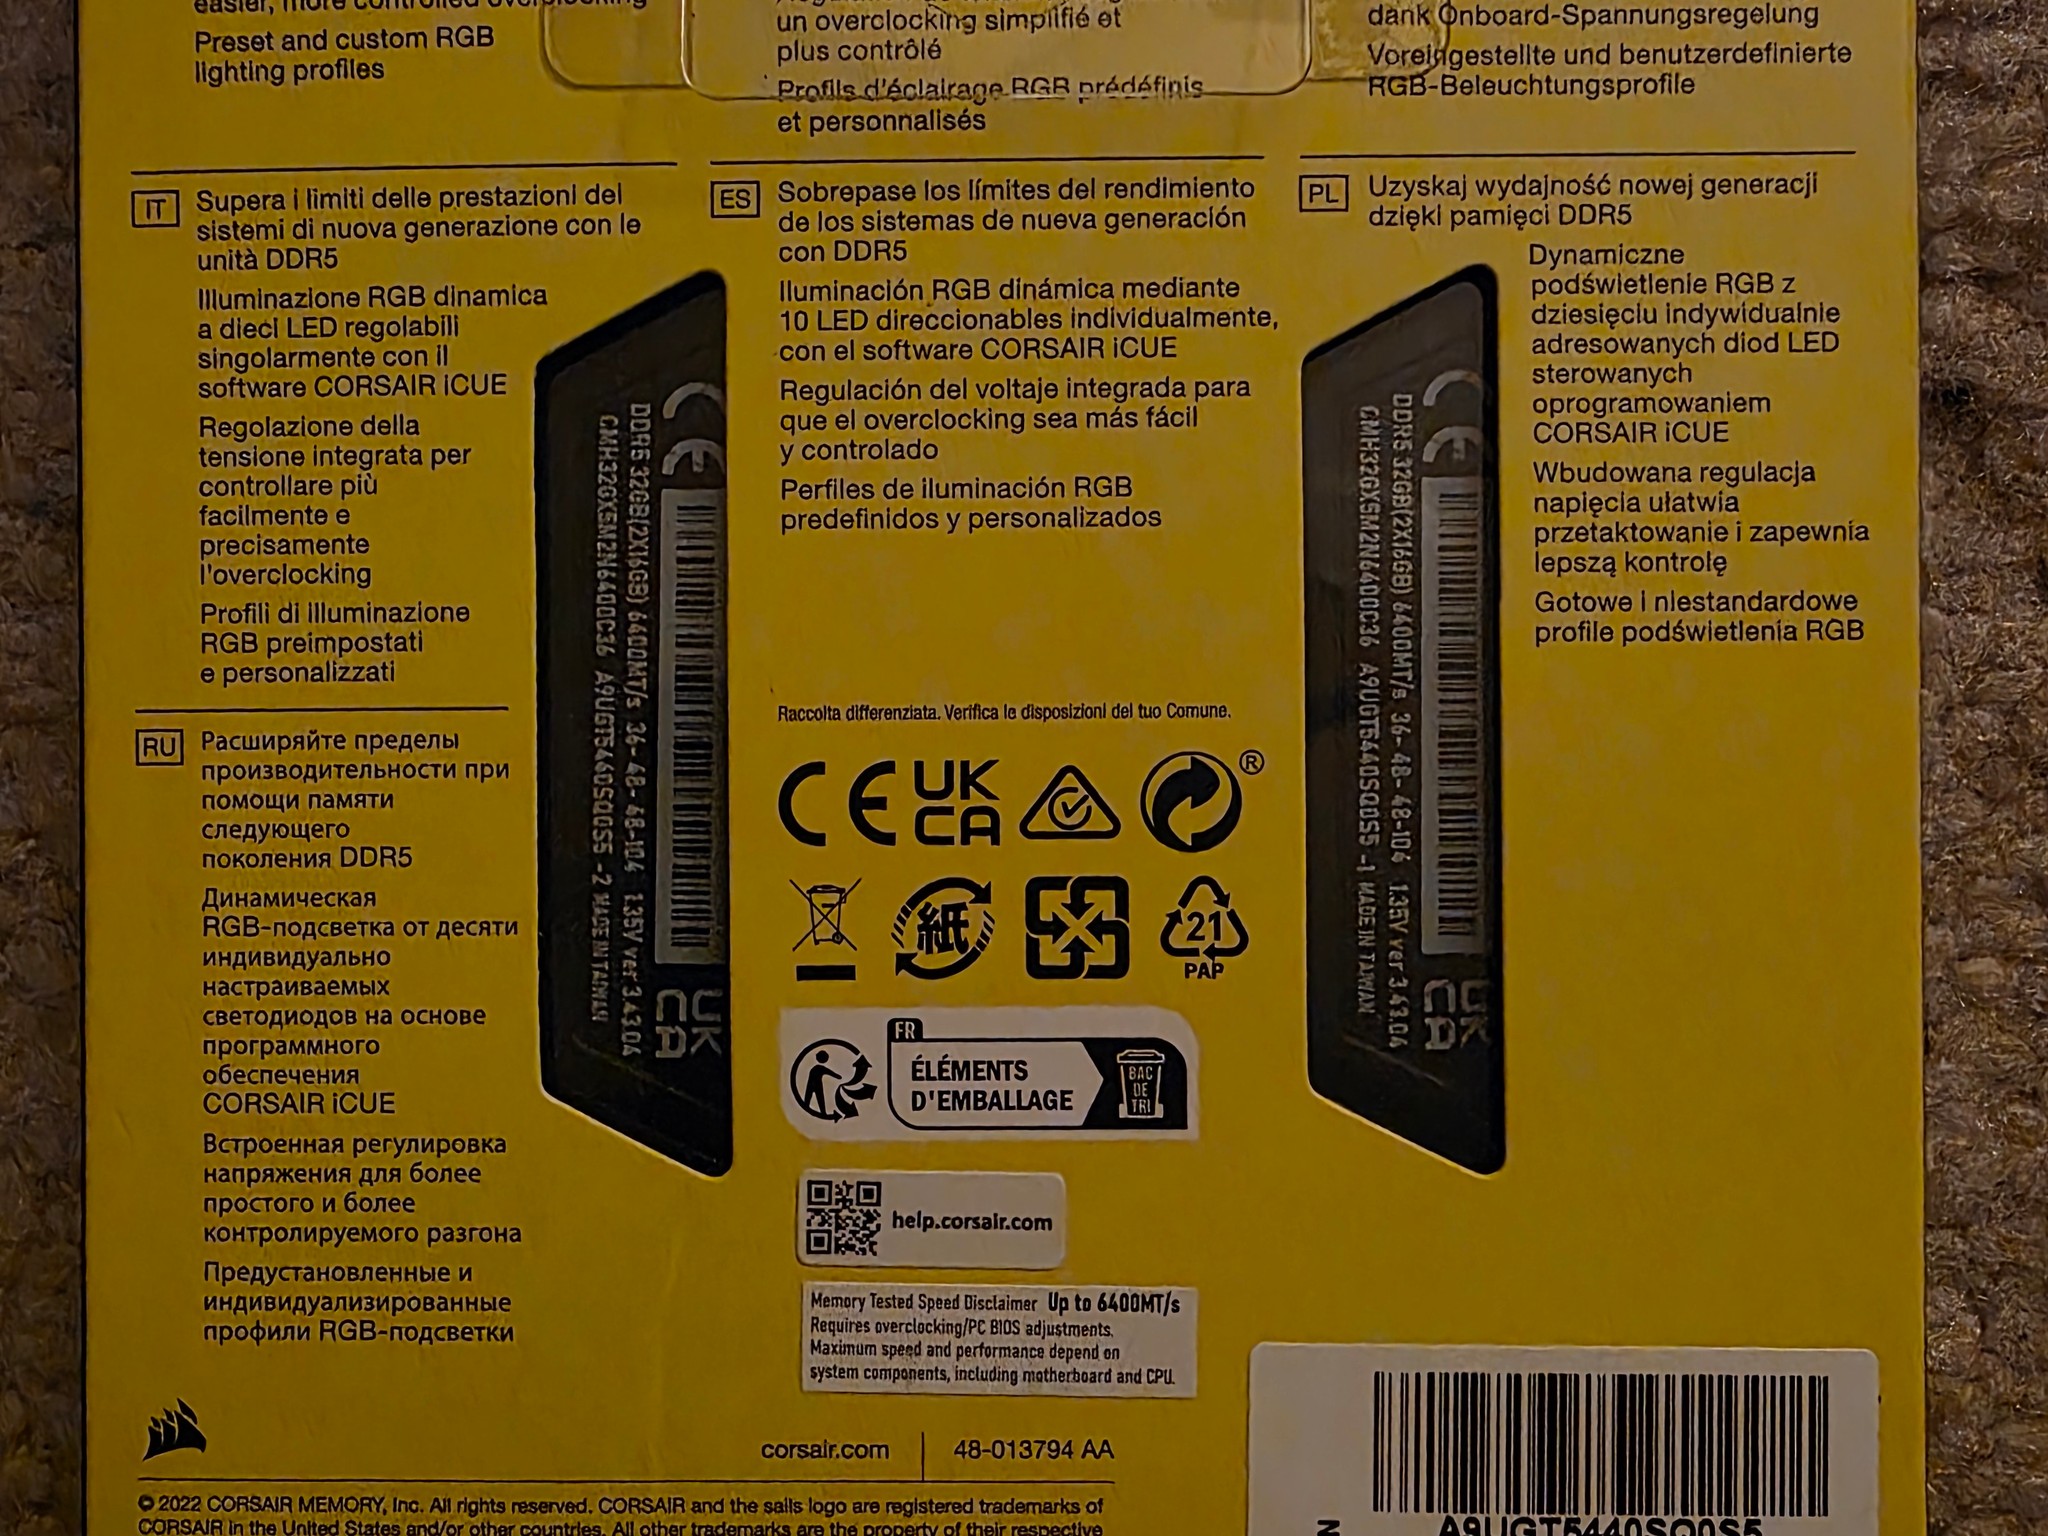 easier, more controlled overclocking
Preset and custom RGB
lighting profiles
un overclocking simplifié et
plus contrôlé
Profils d'éclairage RGB prédéfinis
et personnalisés
dank Onboard-Spannungsregelung
Voreingestellte und benutzerdefinierte
RGB-Beleuchtungsprofile
IT
Supera i limiti delle prestazioni dei
sistemi di nuova generazione con le
unità DDR5
Illuminazione RGB dinamica
a dieci LED regolabili
singolarmente con il
software CORSAIR iCUE
Regolazione della
tensione integrata per
controllare più
facilmente e
precisamente
l'overclocking
Profili di illuminazione
RGB preimpostati
e personalizzati
ES
Sobrepase los límites del rendimiento
de los sistemas de nueva generación
con DDR5
Iluminación RGB dinámica mediante
10 LED direccionables individualmente,
con el software CORSAIR iCUE
Regulación del voltaje integrada para
que el overclocking sea más fácil
y controlado
Perfiles de iluminación RGB
predefinidos y personalizados
PL
Uzyskaj wydajność nowej generacji
dzięki pamięci DDR5
Dynamiczne
podświetlenie RGB z
dziesięciu indywidualnie
adresowanych diod LED
sterowanych
oprogramowaniem
CORSAIR iCUE
Wbudowana regulacja
napięcia ułatwia
przetaktowanie i zapewnia
lepszą kontrolę
Gotowe i niestandardowe
profile podświetlenia RGB
RU
Расширяйте пределы
производительности при
помощи памяти
следующего
поколения DDR5
Динамическая
RGB-подсветка от десяти
индивидуально
настраиваемых
светодиодов на основе
программного
обеспечения
CORSAIR iCUE
Встроенная регулировка
напряжения для более
простого и более
контролируемого разгона
Предустановленные и
индивидуализированные
профили RGB-подсветки
CE
UK
CA
DDR5 32GB(2X16GB) 6400MT/s 36-48-48-104 1.35V ver3.43.04
CMH32GX5M2N6400C36 A9UGT5440SQ0S5 -2 MADE IN TAIWAN
CE
UK
CA
DDR5 32GB(2X16GB) 6400MT/s 36-48-48-104 1.35V ver3.43.04
CMH32GX5M2N6400C36 A9UGT5440SQ0S5 -1 MADE IN TAIWAN
Raccolta differenziata. Verifica le disposizioni del tuo Comune.
CE
UK
CA
®
紙
21
PAP
FR
ÉLÉMENTS
D'EMBALLAGE
BAC
DE
TRI
help.corsair.com
Memory Tested Speed Disclaimer Up to 6400MT/s
Requires overclocking/PC BIOS adjustments.
Maximum speed and performance depend on
system components, including motherboard and CPU.
corsair.com
48-013794 AA
© 2022 CORSAIR MEMORY, Inc. All rights reserved. CORSAIR and the sails logo are registered trademarks of
CORSAIR in the United States and/or other countries. All other trademarks are the property of their respective
A9UGT5440SQ0S5